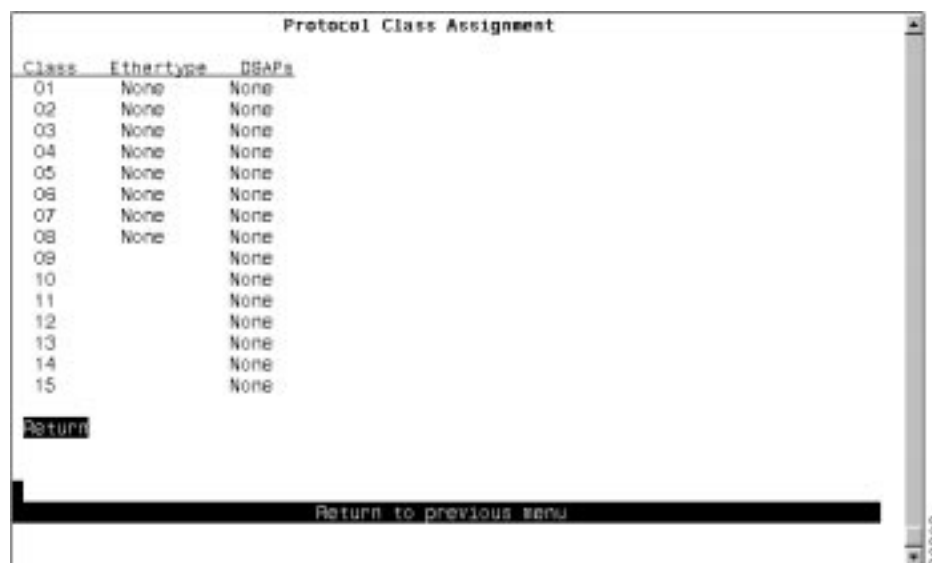 Protocol Class Assignment
Class Ethertype DSAPs
01 None None
02 None None
03 None None
04 None None
05 None None
06 None None
07 None None
08 None None
09 None
10 None
11 None
12 None
13 None
14 None
15 None
Return
Return to previous menu